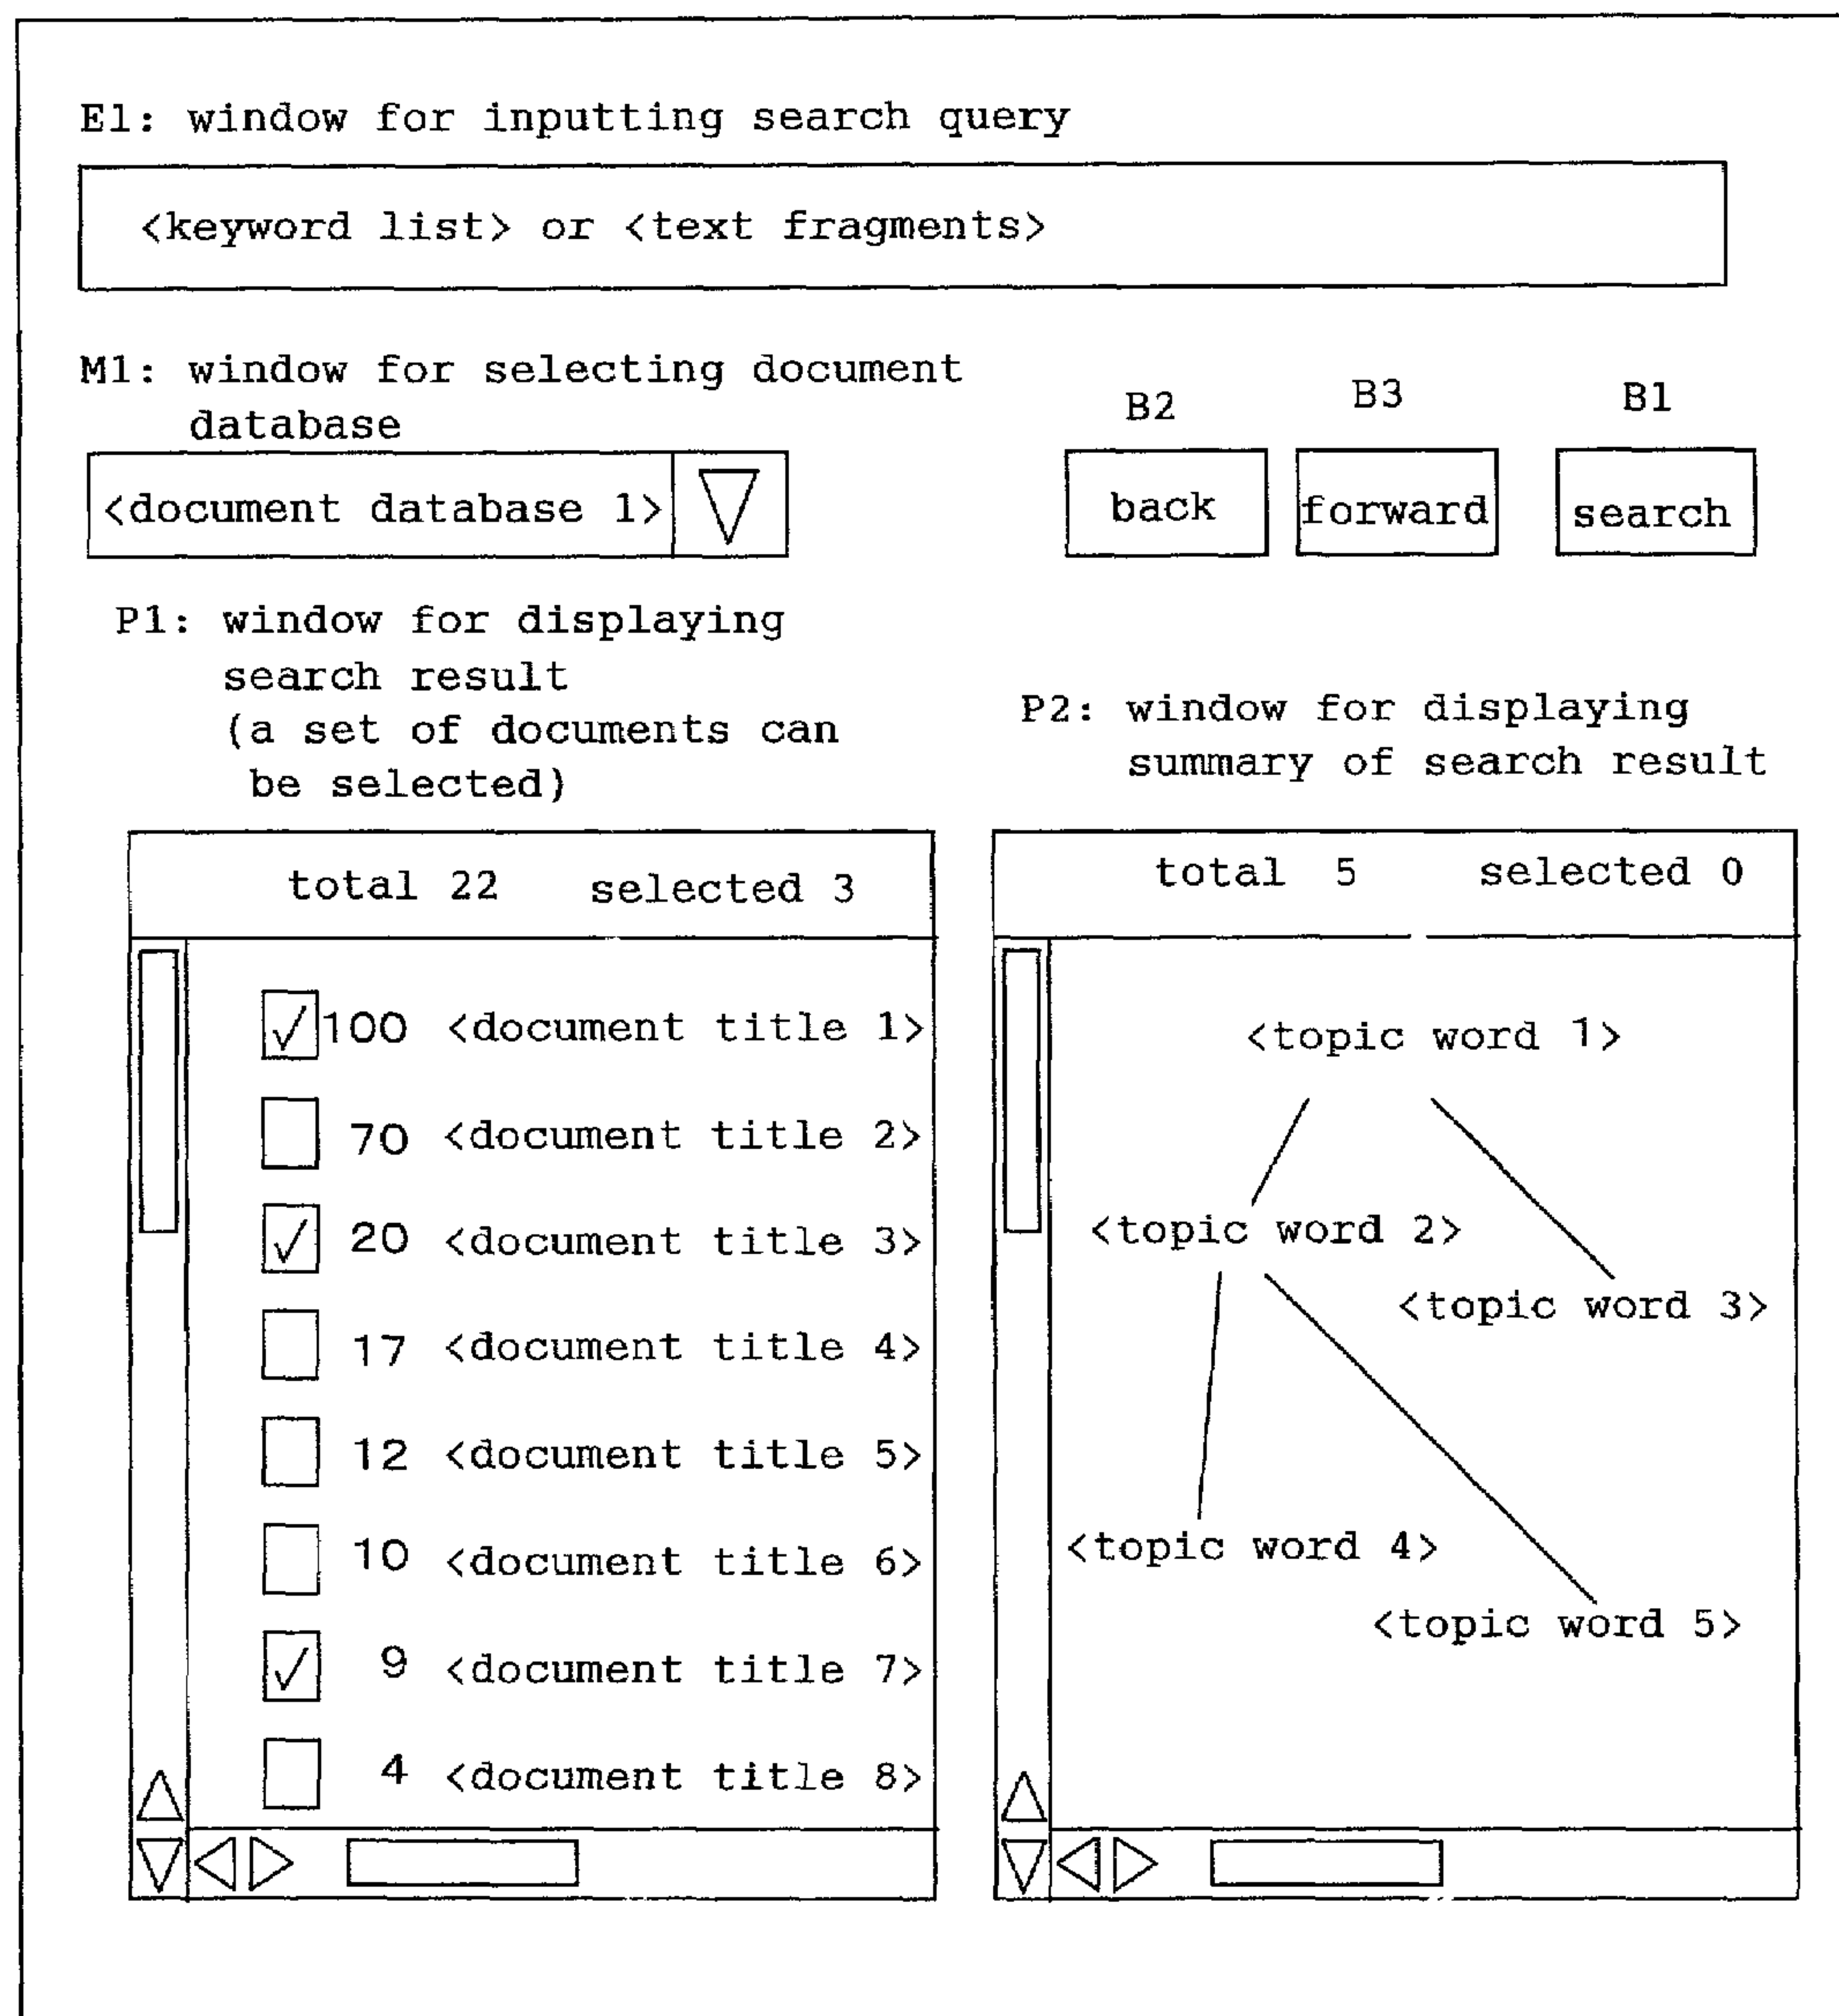 E1: window for inputting search query
<keyword list> or <text fragments>
M1: window for selecting document
database
<document database 1>
B2
B3
B1
back
forward
search
P1: window for displaying
search result
(a set of documents can
be selected)
P2: window for displaying
summary of search result
total 22 selected 3
100 <document title 1>
70 <document title 2>
20 <document title 3>
17 <document title 4>
12 <document title 5>
10 <document title 6>
9 <document title 7>
4 <document title 8>
total 5 selected 0
<topic word 1>
<topic word 2>
<topic word 3>
<topic word 4>
<topic word 5>